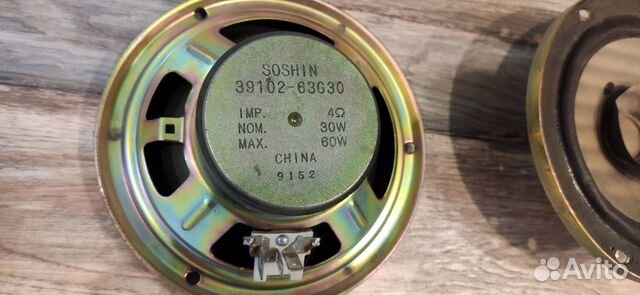 SOSHIN
39102-63G30
IMP. 4Ω
NOM. 30W
MAX. 60W
CHINA
9152
Avito